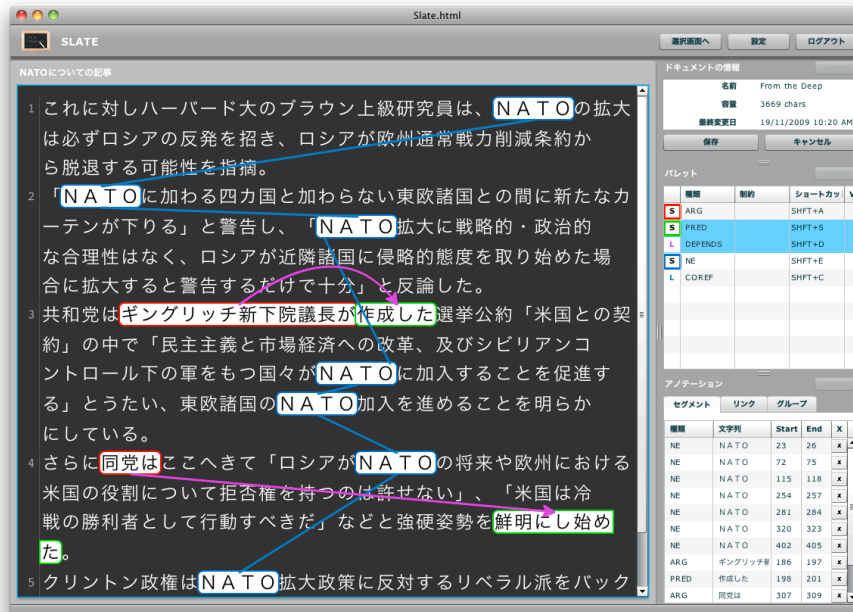 Slate.html
SLATE
選択画面へ 設定 ログアウト
NATOについての記事
1 これに対しハーバード大のブラウン上級研究員は、ＮＡＴＯの拡大
は必ずロシアの反発を招き、ロシアが欧州通常戦力削減条約か
ら脱退する可能性を指摘。
2 「ＮＡＴＯに加わる四カ国と加わらない東欧諸国との間に新たなカ
ーテンが下りる」と警告し、「ＮＡＴＯ拡大に戦略的・政治的
な合理性はなく、ロシアが近隣諸国に侵略的態度を取り始めた場
合に拡大すると警告するだけで十分」と反論した。
3 共和党はギングリッチ新下院議長が作成した選挙公約「米国との契
約」の中で「民主主義と市場経済への改革、及びシビリアンコ
ントロール下の軍をもつ国々がＮＡＴＯに加入することを促進す
る」とうたい、東欧諸国のＮＡＴＯ加入を進めることを明らか
にしている。
4 さらに同党はここへきて「ロシアがＮＡＴＯの将来や欧州における
米国の役割について拒否権を持つのは許せない」、「米国は冷
戦の勝利者として行動すべきだ」などと強硬姿勢を鮮明にし始め
た。
5 クリントン政権はＮＡＴＯ拡大政策に反対するリベラル派をバック
ドキュメントの情報
名前 From the Deep
容量 3669 chars
最終変更日 19/11/2009 10:20 AM
保存 キャンセル
パレット
種類 制約 ショートカッ V
S ARG SHFT+A
S PRED SHFT+S
L DEPENDS SHFT+D
S NE SHFT+E
L COREF SHFT+C
アノテーション
セグメント リンク グループ
種類 文字列 Start End X
NE ＮＡＴＯ 23 26 x
NE ＮＡＴＯ 72 75 x
NE ＮＡＴＯ 115 118 x
NE ＮＡＴＯ 254 257 x
NE ＮＡＴＯ 281 284 x
NE ＮＡＴＯ 320 323 x
NE ＮＡＴＯ 402 405 x
ARG ギングリッチ新 186 197 x
PRED 作成した 198 201 x
ARG 同党は 307 309 x